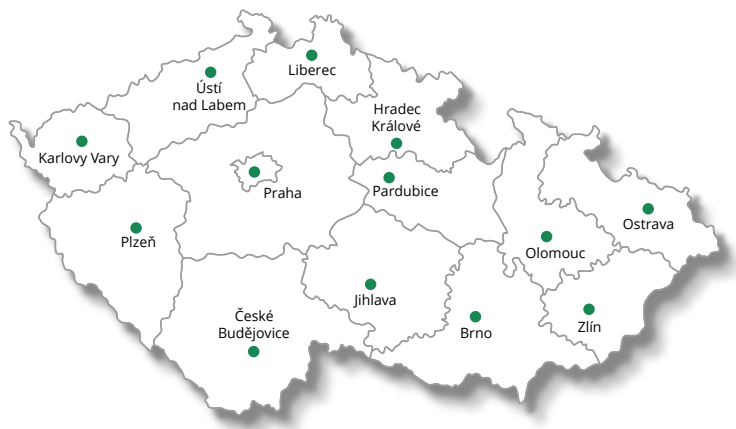 Liberec
Ústí
nad Labem
Hradec
Králové
Karlovy Vary
Praha
Pardubice
Plzeň
Ostrava
Olomouc
Jihlava
České
Budějovice
Brno
Zlín